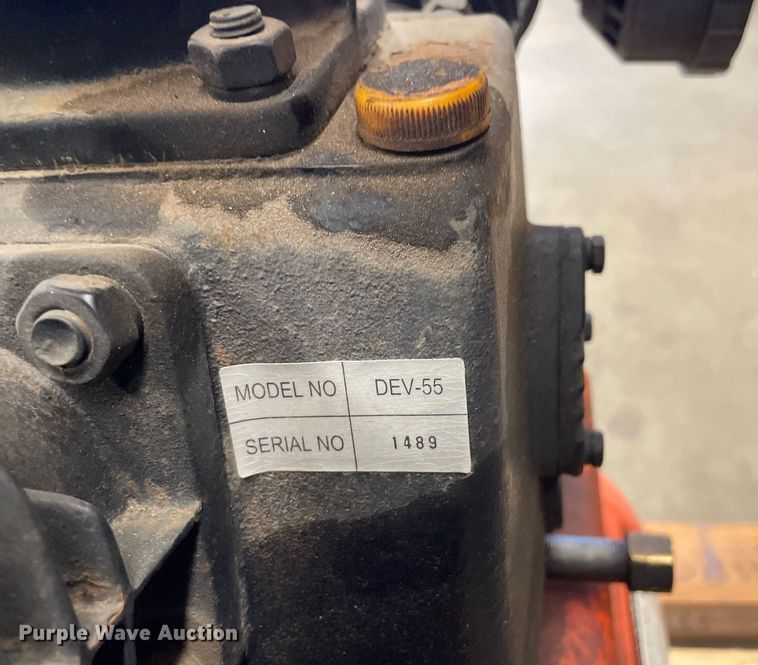 MODEL NO DEV-55
SERIAL NO 1489
Purple Wave Auction